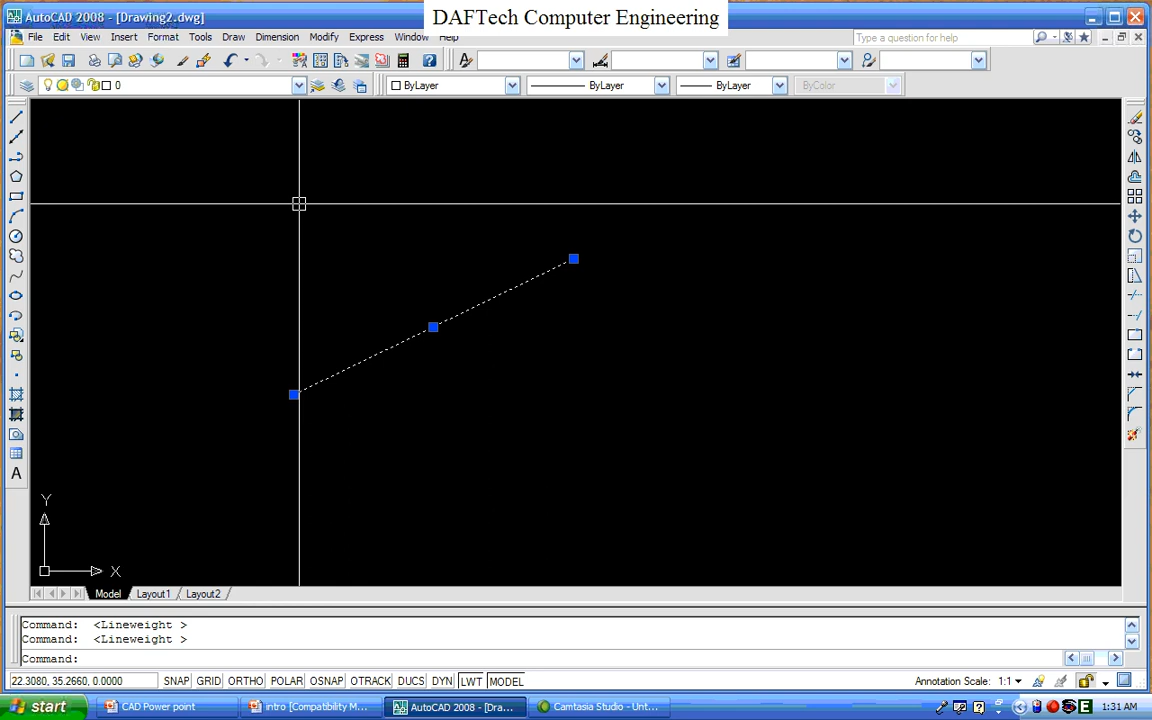 AutoCAD 2008 - [Drawing2.dwg]
DAFTech Computer Engineering
File Edit View Insert Format Tools Draw Dimension Modify Express Window Help
Type a question for help
0
ByLayer
ByLayer
ByLayer
ByColor
A
Y
X
Model Layout1 Layout2
Command: <Lineweight >
Command: <Lineweight >
Command:
22.3080, 35.2660, 0.0000 SNAP GRID ORTHO POLAR OSNAP OTRACK DUCS DYN LWT MODEL Annotation Scale: 1:1
start CAD Power point intro [Compatibility M... AutoCAD 2008 - [Dra... Camtasia Studio - Unt... E 1:31 AM